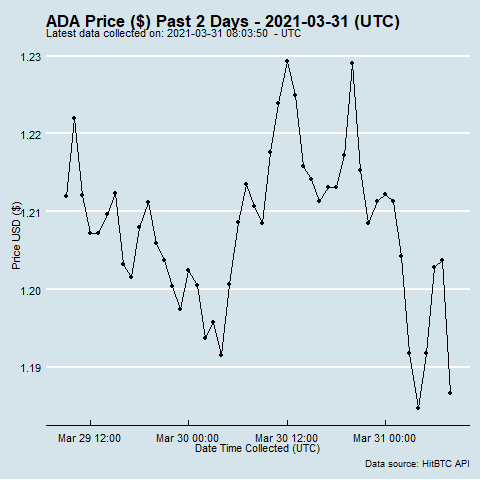 ADA Price ($) Past 2 Days - 2021-03-31 (UTC)
Latest data collected on: 2021-03-31 08:03:50 - UTC
1.23
1.22
1.21
1.20
1.19
Price USD ($)
Mar 29 12:00 Mar 30 00:00 Mar 30 12:00 Mar 31 00:00
Date Time Collected (UTC)
Data source: HitBTC API